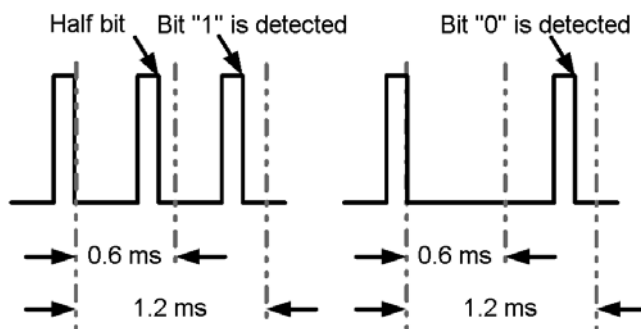 Half bit Bit "1" is detected Bit "0" is detected
0.6 ms 0.6 ms
1.2 ms 1.2 ms